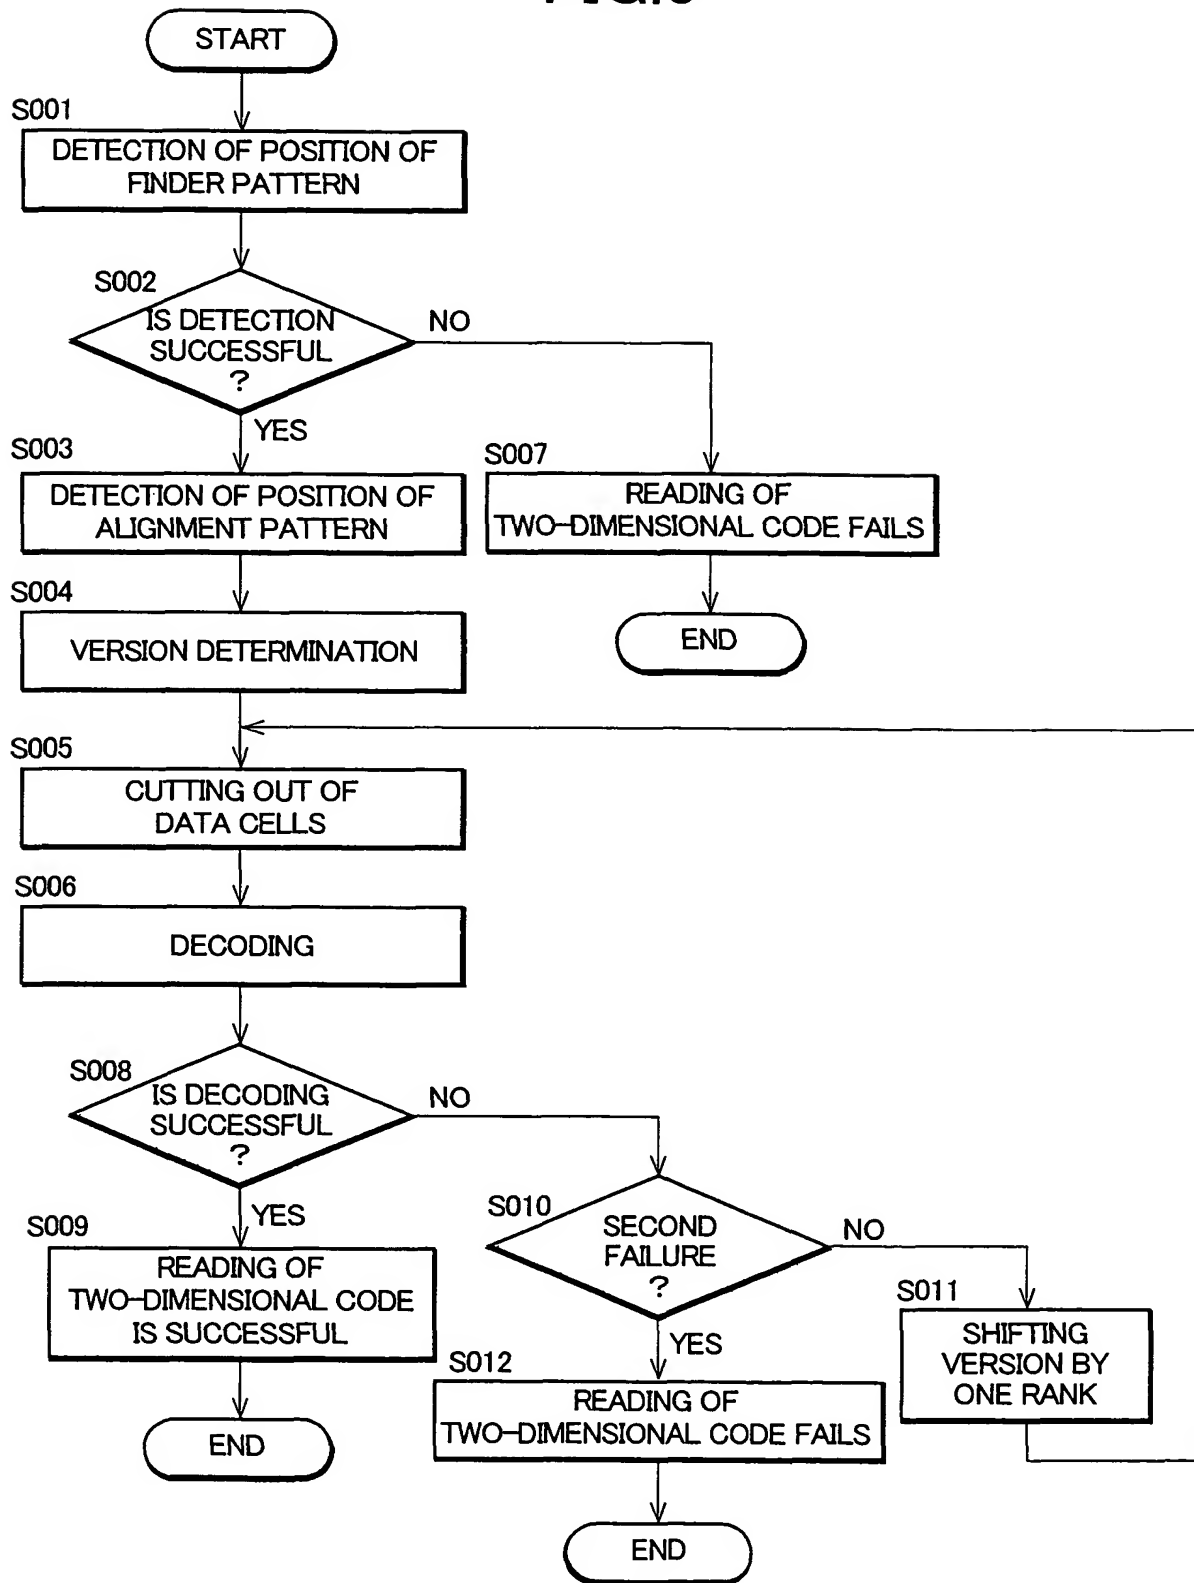 START
S001
DETECTION OF POSITION OF
FINDER PATTERN
S002
IS DETECTION
SUCCESSFUL
?
NO
YES
S003
DETECTION OF POSITION OF
ALIGNMENT PATTERN
S007
READING OF
TWO-DIMENSIONAL CODE FAILS
END
S004
VERSION DETERMINATION
S005
CUTTING OUT OF
DATA CELLS
S006
DECODING
S008
IS DECODING
SUCCESSFUL
?
NO
YES
S009
READING OF
TWO-DIMENSIONAL CODE
IS SUCCESSFUL
END
S010
SECOND
FAILURE
?
NO
YES
S011
SHIFTING
VERSION BY
ONE RANK
S012
READING OF
TWO-DIMENSIONAL CODE FAILS
END